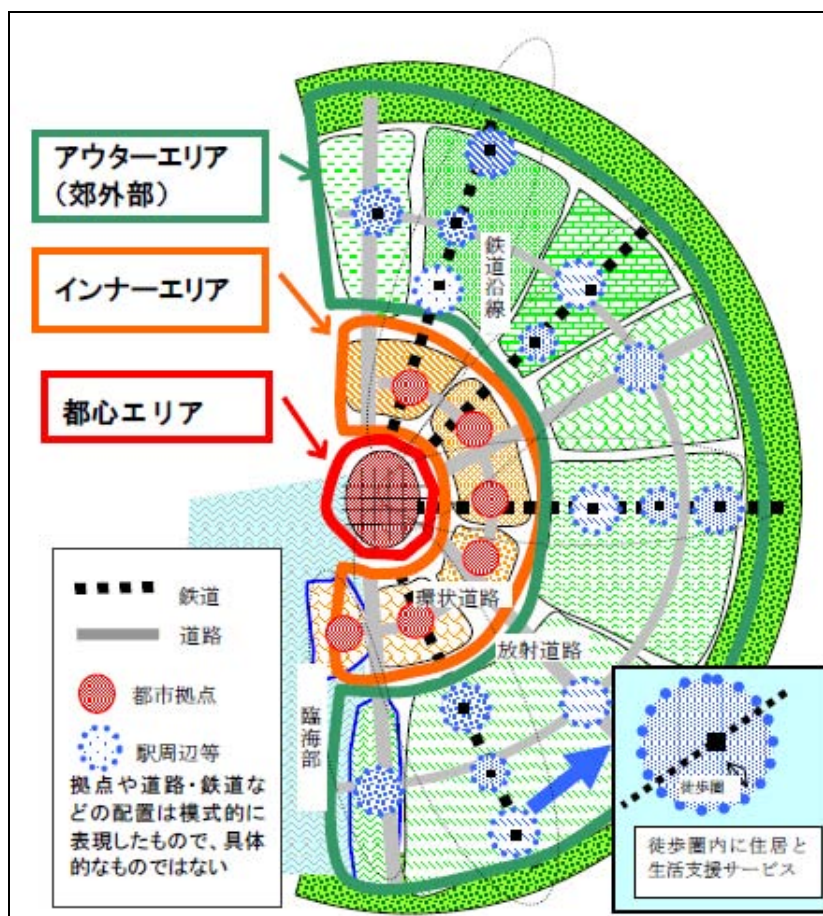 アウターエリア
（郊外部）
インナーエリア
都心エリア
鉄道沿線
環状道路
放射道路
臨海部
鉄道
道路
都市拠点
駅周辺等
拠点や道路・鉄道な
どの配置は模式的に
表現したもので、具体
的なものではない
徒歩圏
徒歩圏内に住居と
生活支援サービス